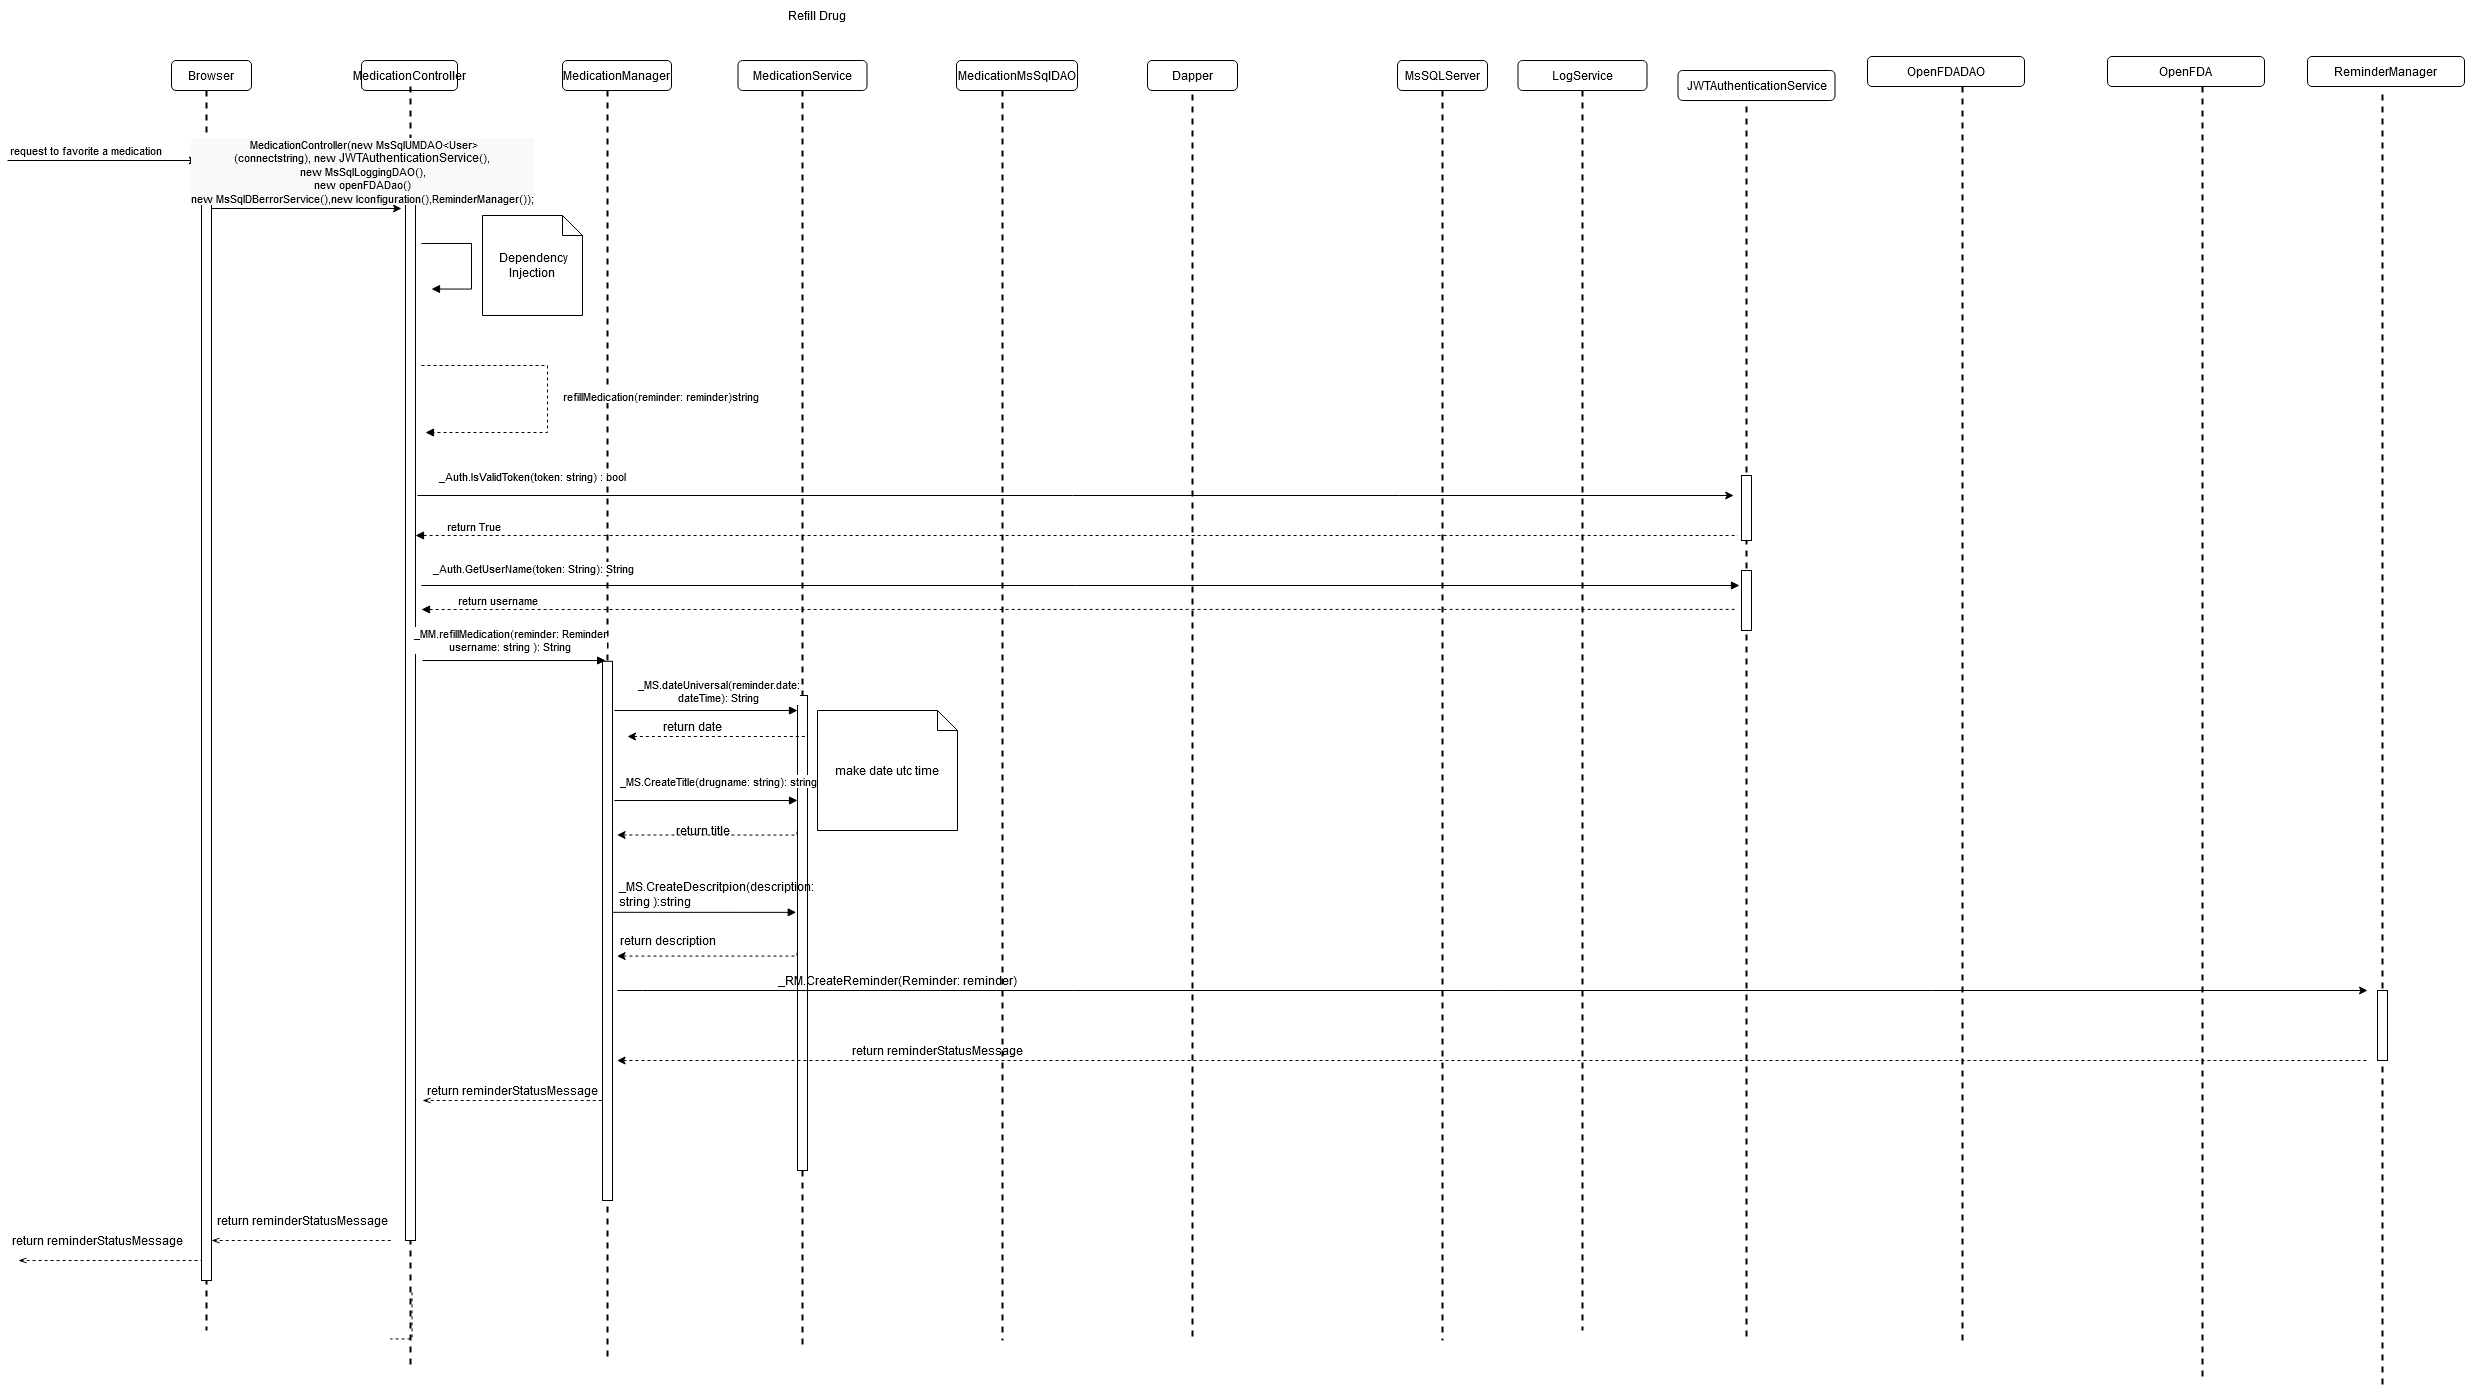 Refill Drug
Browser
MedicationController
MedicationManager
MedicationService
MedicationMsSqlDAO
Dapper
MsSQLServer
LogService
JWTAuthenticationService
OpenFDADAO
OpenFDA
ReminderManager
request to favorite a medication
MedicationController(new MsSqlUMDAO<User>
(connectstring), new JWTAuthenticationService(),
new MsSqlLoggingDAO(),
new openFDADao()
new MsSqlDBerrorService(),new Iconfiguration(),ReminderManager());
Dependency
Injection
refillMedication(reminder: reminder)string
_Auth.IsValidToken(token: string) : bool
return True
_Auth.GetUserName(token: String): String
return username
_MM.refillMedication(reminder: Reminder
username: string ): String
_MS.dateUniversal(reminder.date:
dateTime): String
return date
make date utc time
_MS.CreateTitle(drugname: string): string
return title
_MS.CreateDescritpion(description:
string ):string
return description
_RM.CreateReminder(Reminder: reminder)
return reminderStatusMessage
return reminderStatusMessage
return reminderStatusMessage
return reminderStatusMessage